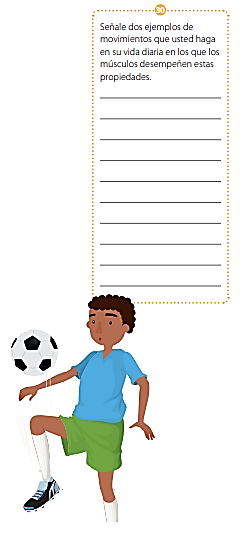 30
Señale dos ejemplos de
movimientos que usted haga
en su vida diaria en los que los
músculos desempeñen estas
propiedades.